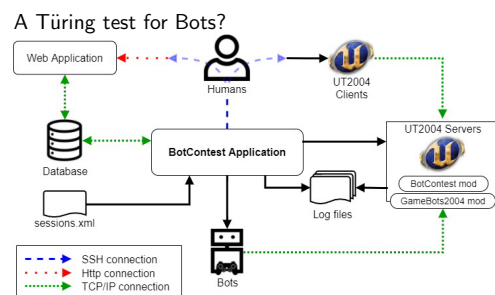 A Türing test for Bots?
Web Application
Humans
UT2004
Clients
UT2004 Servers
Database
BotContest Application
BotContest mod
GameBots2004 mod
sessions.xml
Log files
Bots
SSH connection
Http connection
TCP/IP connection